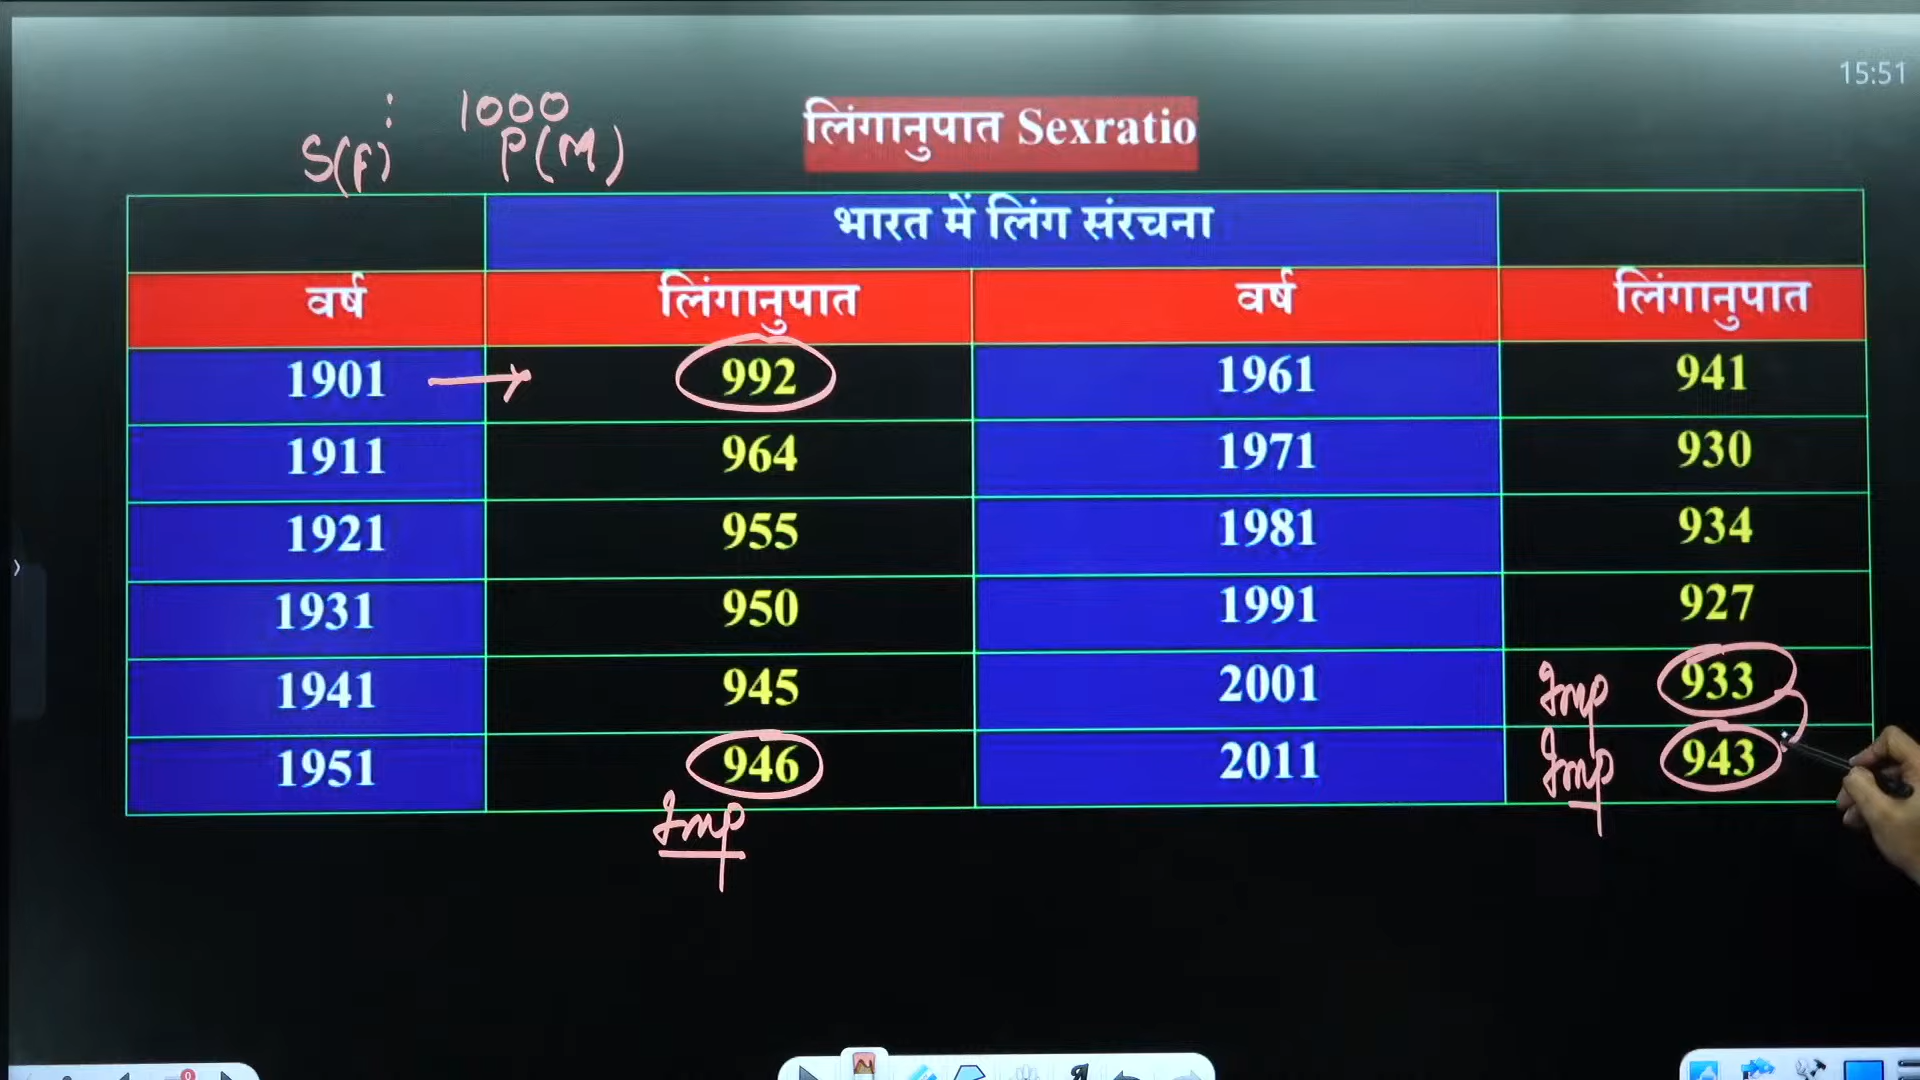 15:51
: 1000
S(F) P(M)
लिंगानुपात Sexratio
भारत में लिंग संरचना
वर्ष लिंगानुपात वर्ष लिंगानुपात
1901 → 992 1961 941
1911 964 1971 930
1921 955 1981 934
1931 950 1991 927
1941 945 2001 Imp 933
1951 946 2011 Imp 943
Imp